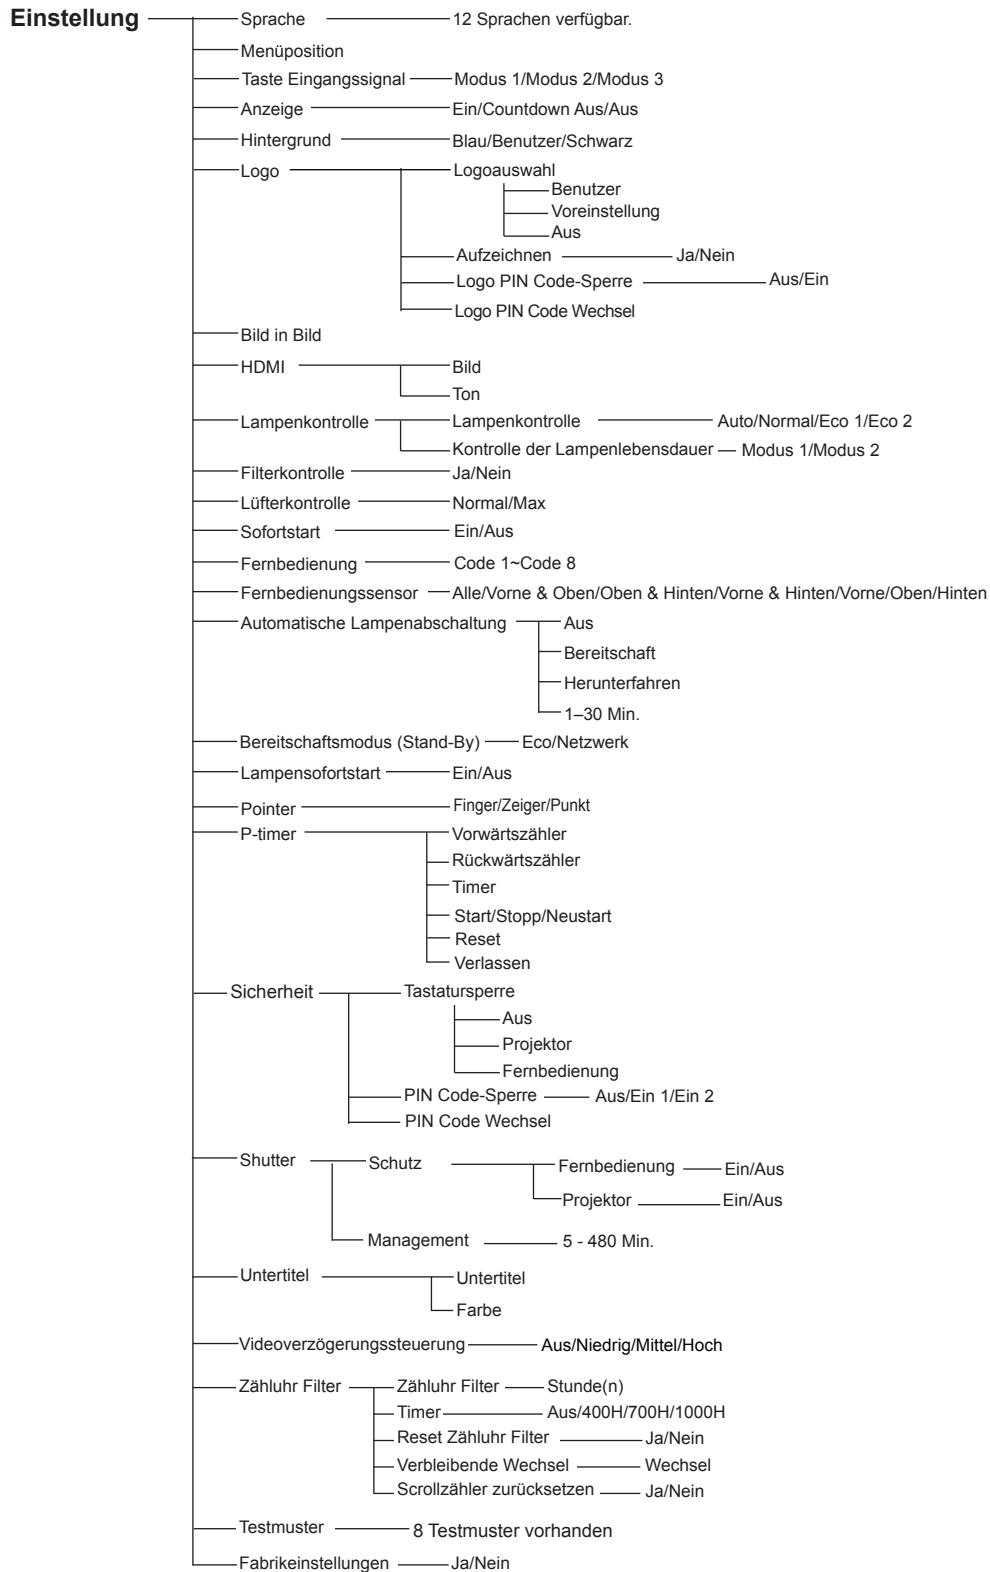 Einstellung Sprache 12 Sprachen verfügbar.
Menüposition
Taste Eingangssignal Modus 1/Modus 2/Modus 3
Anzeige Ein/Countdown Aus/Aus
Hintergrund Blau/Benutzer/Schwarz
Logo Logoauswahl
Benutzer
Voreinstellung
Aus
Aufzeichnen Ja/Nein
Logo PIN Code-Sperre Aus/Ein
Logo PIN Code Wechsel
Bild in Bild
HDMI Bild
Ton
Lampenkontrolle Lampenkontrolle Auto/Normal/Eco 1/Eco 2
Kontrolle der Lampenlebensdauer Modus 1/Modus 2
Filterkontrolle Ja/Nein
Lüfterkontrolle Normal/Max
Sofortstart Ein/Aus
Fernbedienung Code 1~Code 8
Fernbedienungssensor Alle/Vorne & Oben/Oben & Hinten/Vorne & Hinten/Vorne/Oben/Hinten
Automatische Lampenabschaltung Aus
Bereitschaft
Herunterfahren
1–30 Min.
Bereitschaftsmodus (Stand-By) Eco/Netzwerk
Lampensofortstart Ein/Aus
Pointer Finger/Zeiger/Punkt
P-timer Vorwärtszähler
Rückwärtszähler
Timer
Start/Stopp/Neustart
Reset
Verlassen
Sicherheit Tastatursperre
Aus
Projektor
Fernbedienung
PIN Code-Sperre Aus/Ein 1/Ein 2
PIN Code Wechsel
Shutter Schutz Fernbedienung Ein/Aus
Projektor Ein/Aus
Management 5 - 480 Min.
Untertitel Untertitel
Farbe
Videoverzögerungssteuerung Aus/Niedrig/Mittel/Hoch
Zähluhr Filter Zähluhr Filter Stunde(n)
Timer Aus/400H/700H/1000H
Reset Zähluhr Filter Ja/Nein
Verbleibende Wechsel Wechsel
Scrollzähler zurücksetzen Ja/Nein
Testmuster 8 Testmuster vorhanden
Fabrikeinstellungen Ja/Nein